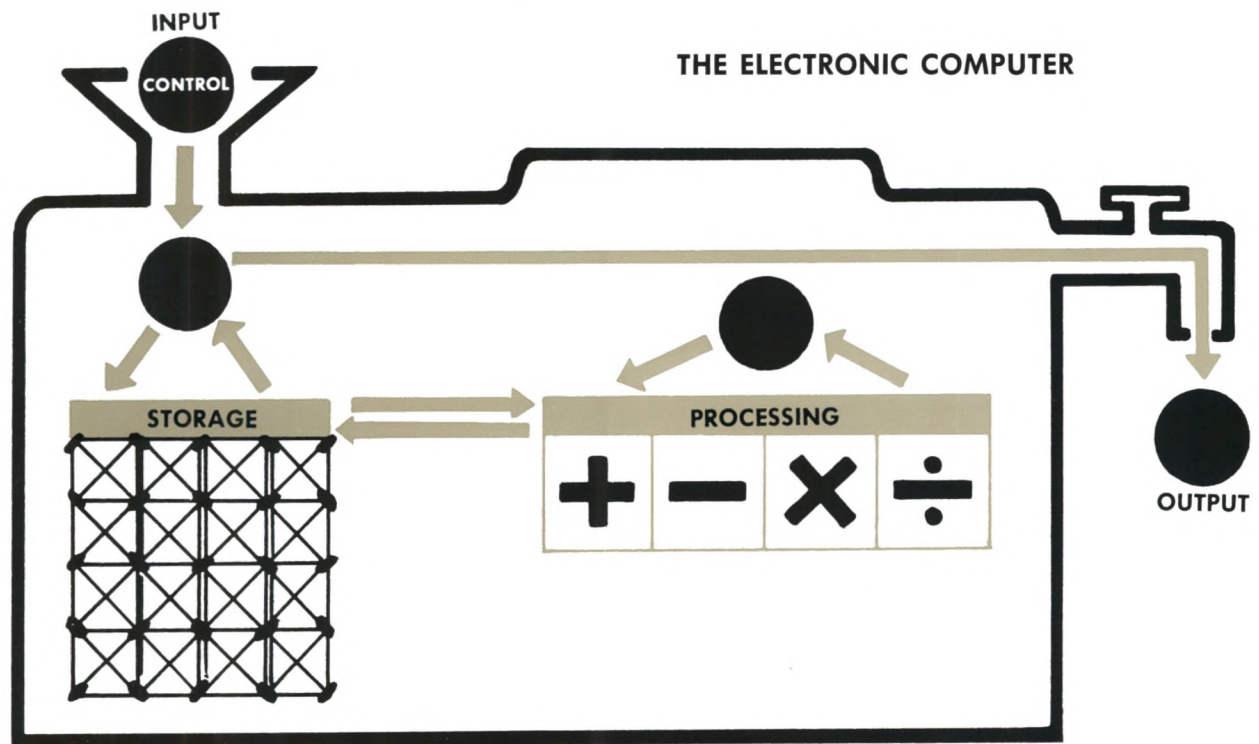 INPUT
CONTROL
THE ELECTRONIC COMPUTER
STORAGE
PROCESSING
+ − × ÷
OUTPUT